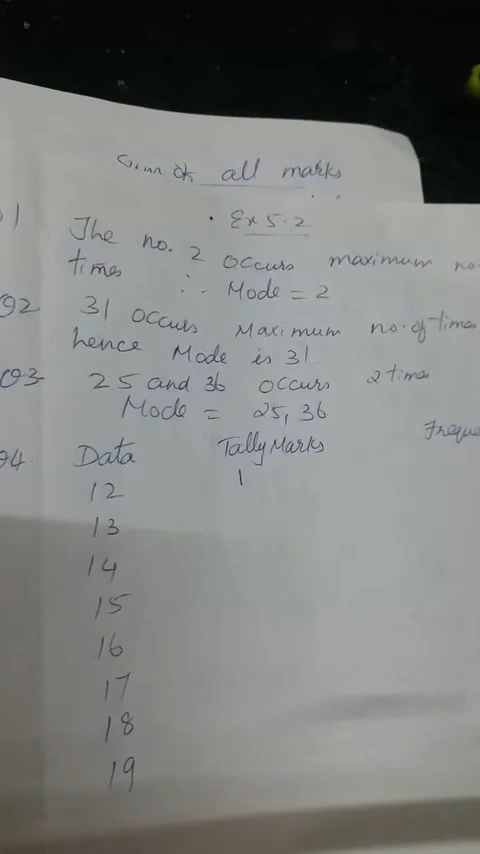 Sum of all marks
Ex 5.2
1 The no. 2 occurs maximum no.
times ∴ Mode = 2
Q2 31 occurs maximum no. of times
hence Mode is 31.
Q3 25 and 36 occurs 2 times
Mode = 25, 36
Q4. Data Tally Marks Freque
12 |
13
14
15
16
17
18
19